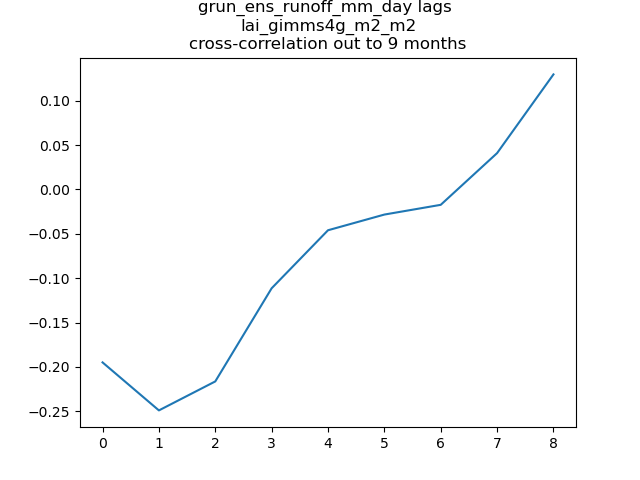 grun_ens_runoff_mm_day lags
lai_gimms4g_m2_m2
cross-correlation out to 9 months
0.10
0.05
0.00
−0.05
−0.10
−0.15
−0.20
−0.25
0 1 2 3 4 5 6 7 8